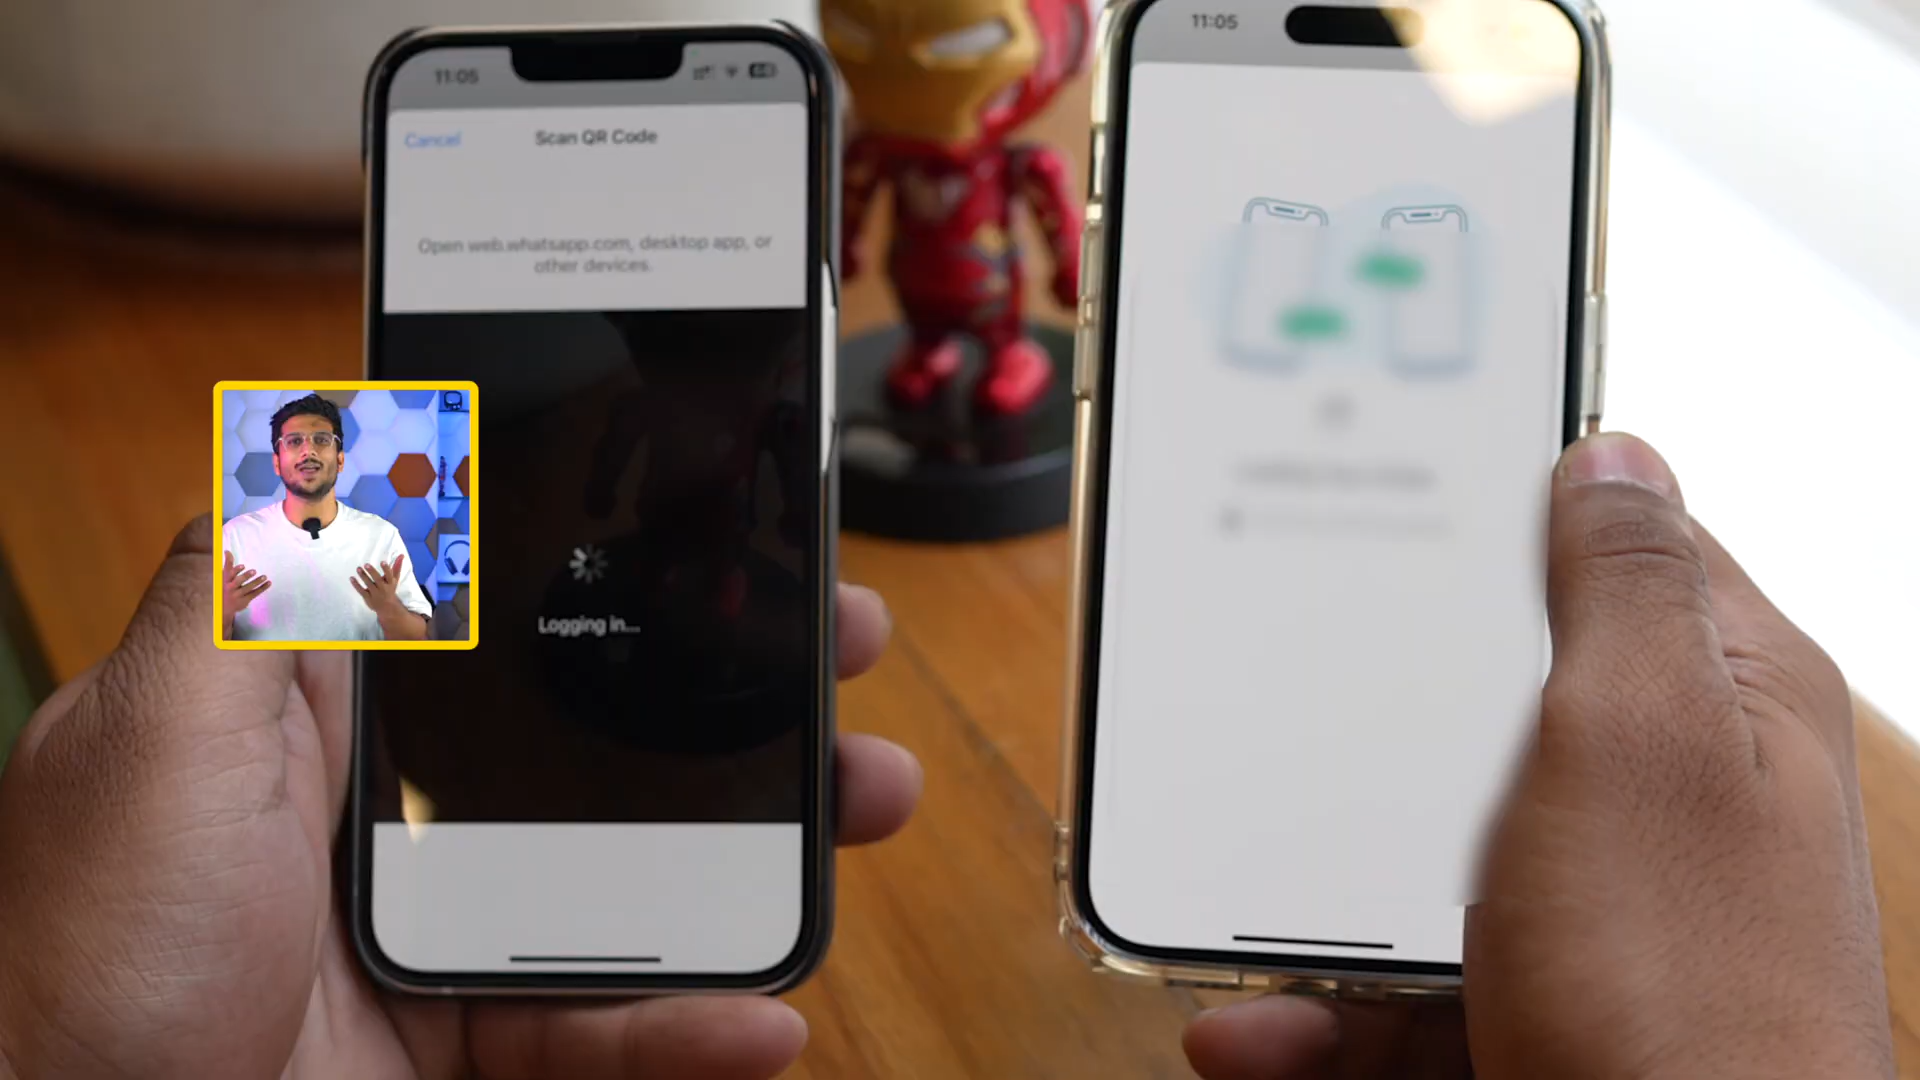 11:05
Cancel
Scan QR Code
Open web.whatsapp.com, desktop app, or
other devices.
Logging in...
11:05